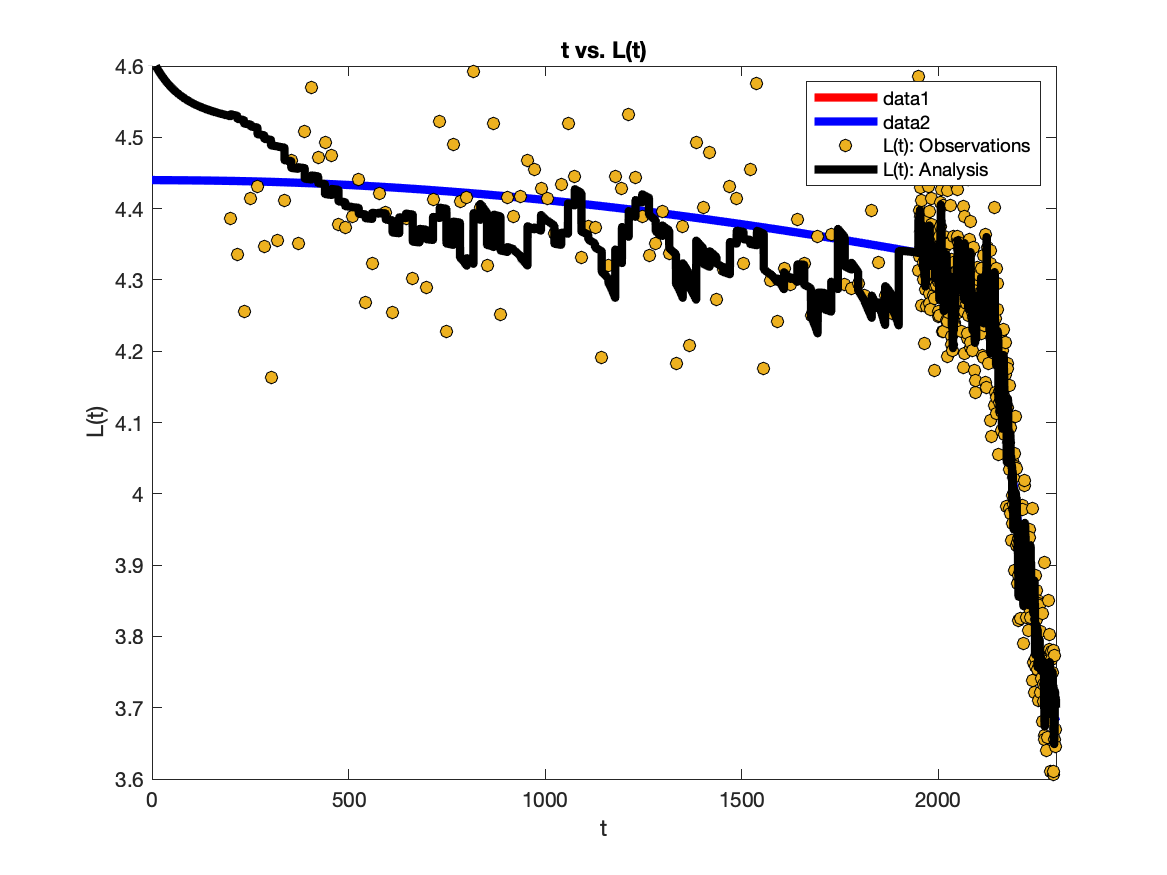 t vs. L(t)
4.6
4.5
4.4
4.3
4.2
4.1
4
3.9
3.8
3.7
3.6
L(t)
data1
data2
L(t): Observations
L(t): Analysis
0 500 1000 1500 2000
t